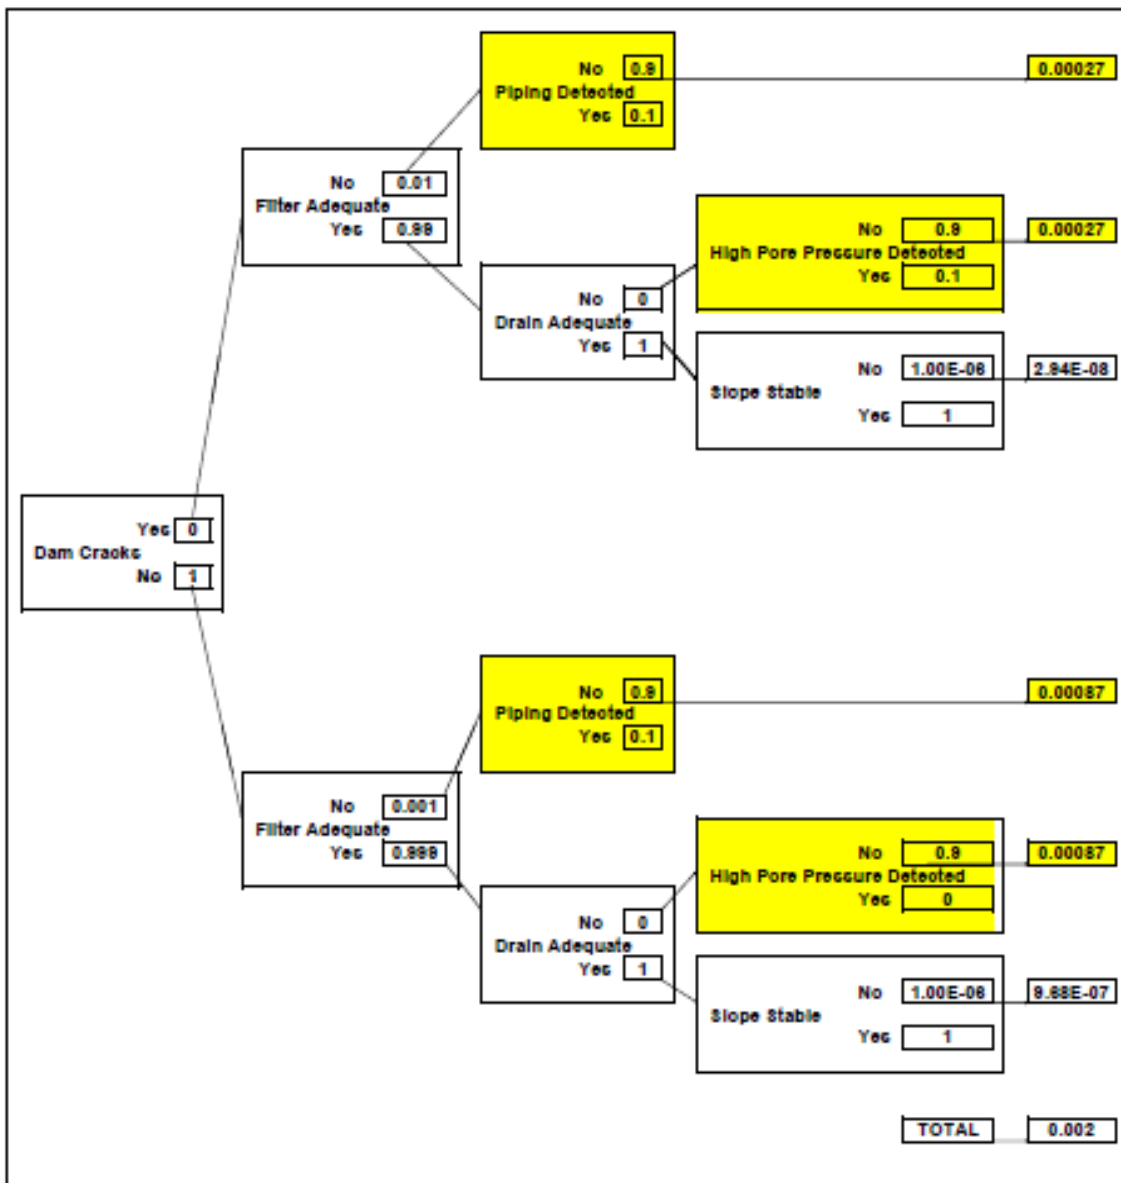 No 0.9 0.00027
Piping Detected
Yes 0.1
No 0.01
Filter Adequate
Yes 0.99
No 0.9 0.00027
High Pore Pressure Detected
Yes 0.1
No 0
Drain Adequate
Yes 1
No 1.00E-06 2.94E-08
Slope Stable
Yes 1
Yes 0
Dam Cracks
No 1
No 0.9 0.00087
Piping Detected
Yes 0.1
No 0.001
Filter Adequate
Yes 0.999
No 0.9 0.00087
High Pore Pressure Detected
Yes 0
No 0
Drain Adequate
Yes 1
No 1.00E-06 9.68E-07
Slope Stable
Yes 1
TOTAL 0.002